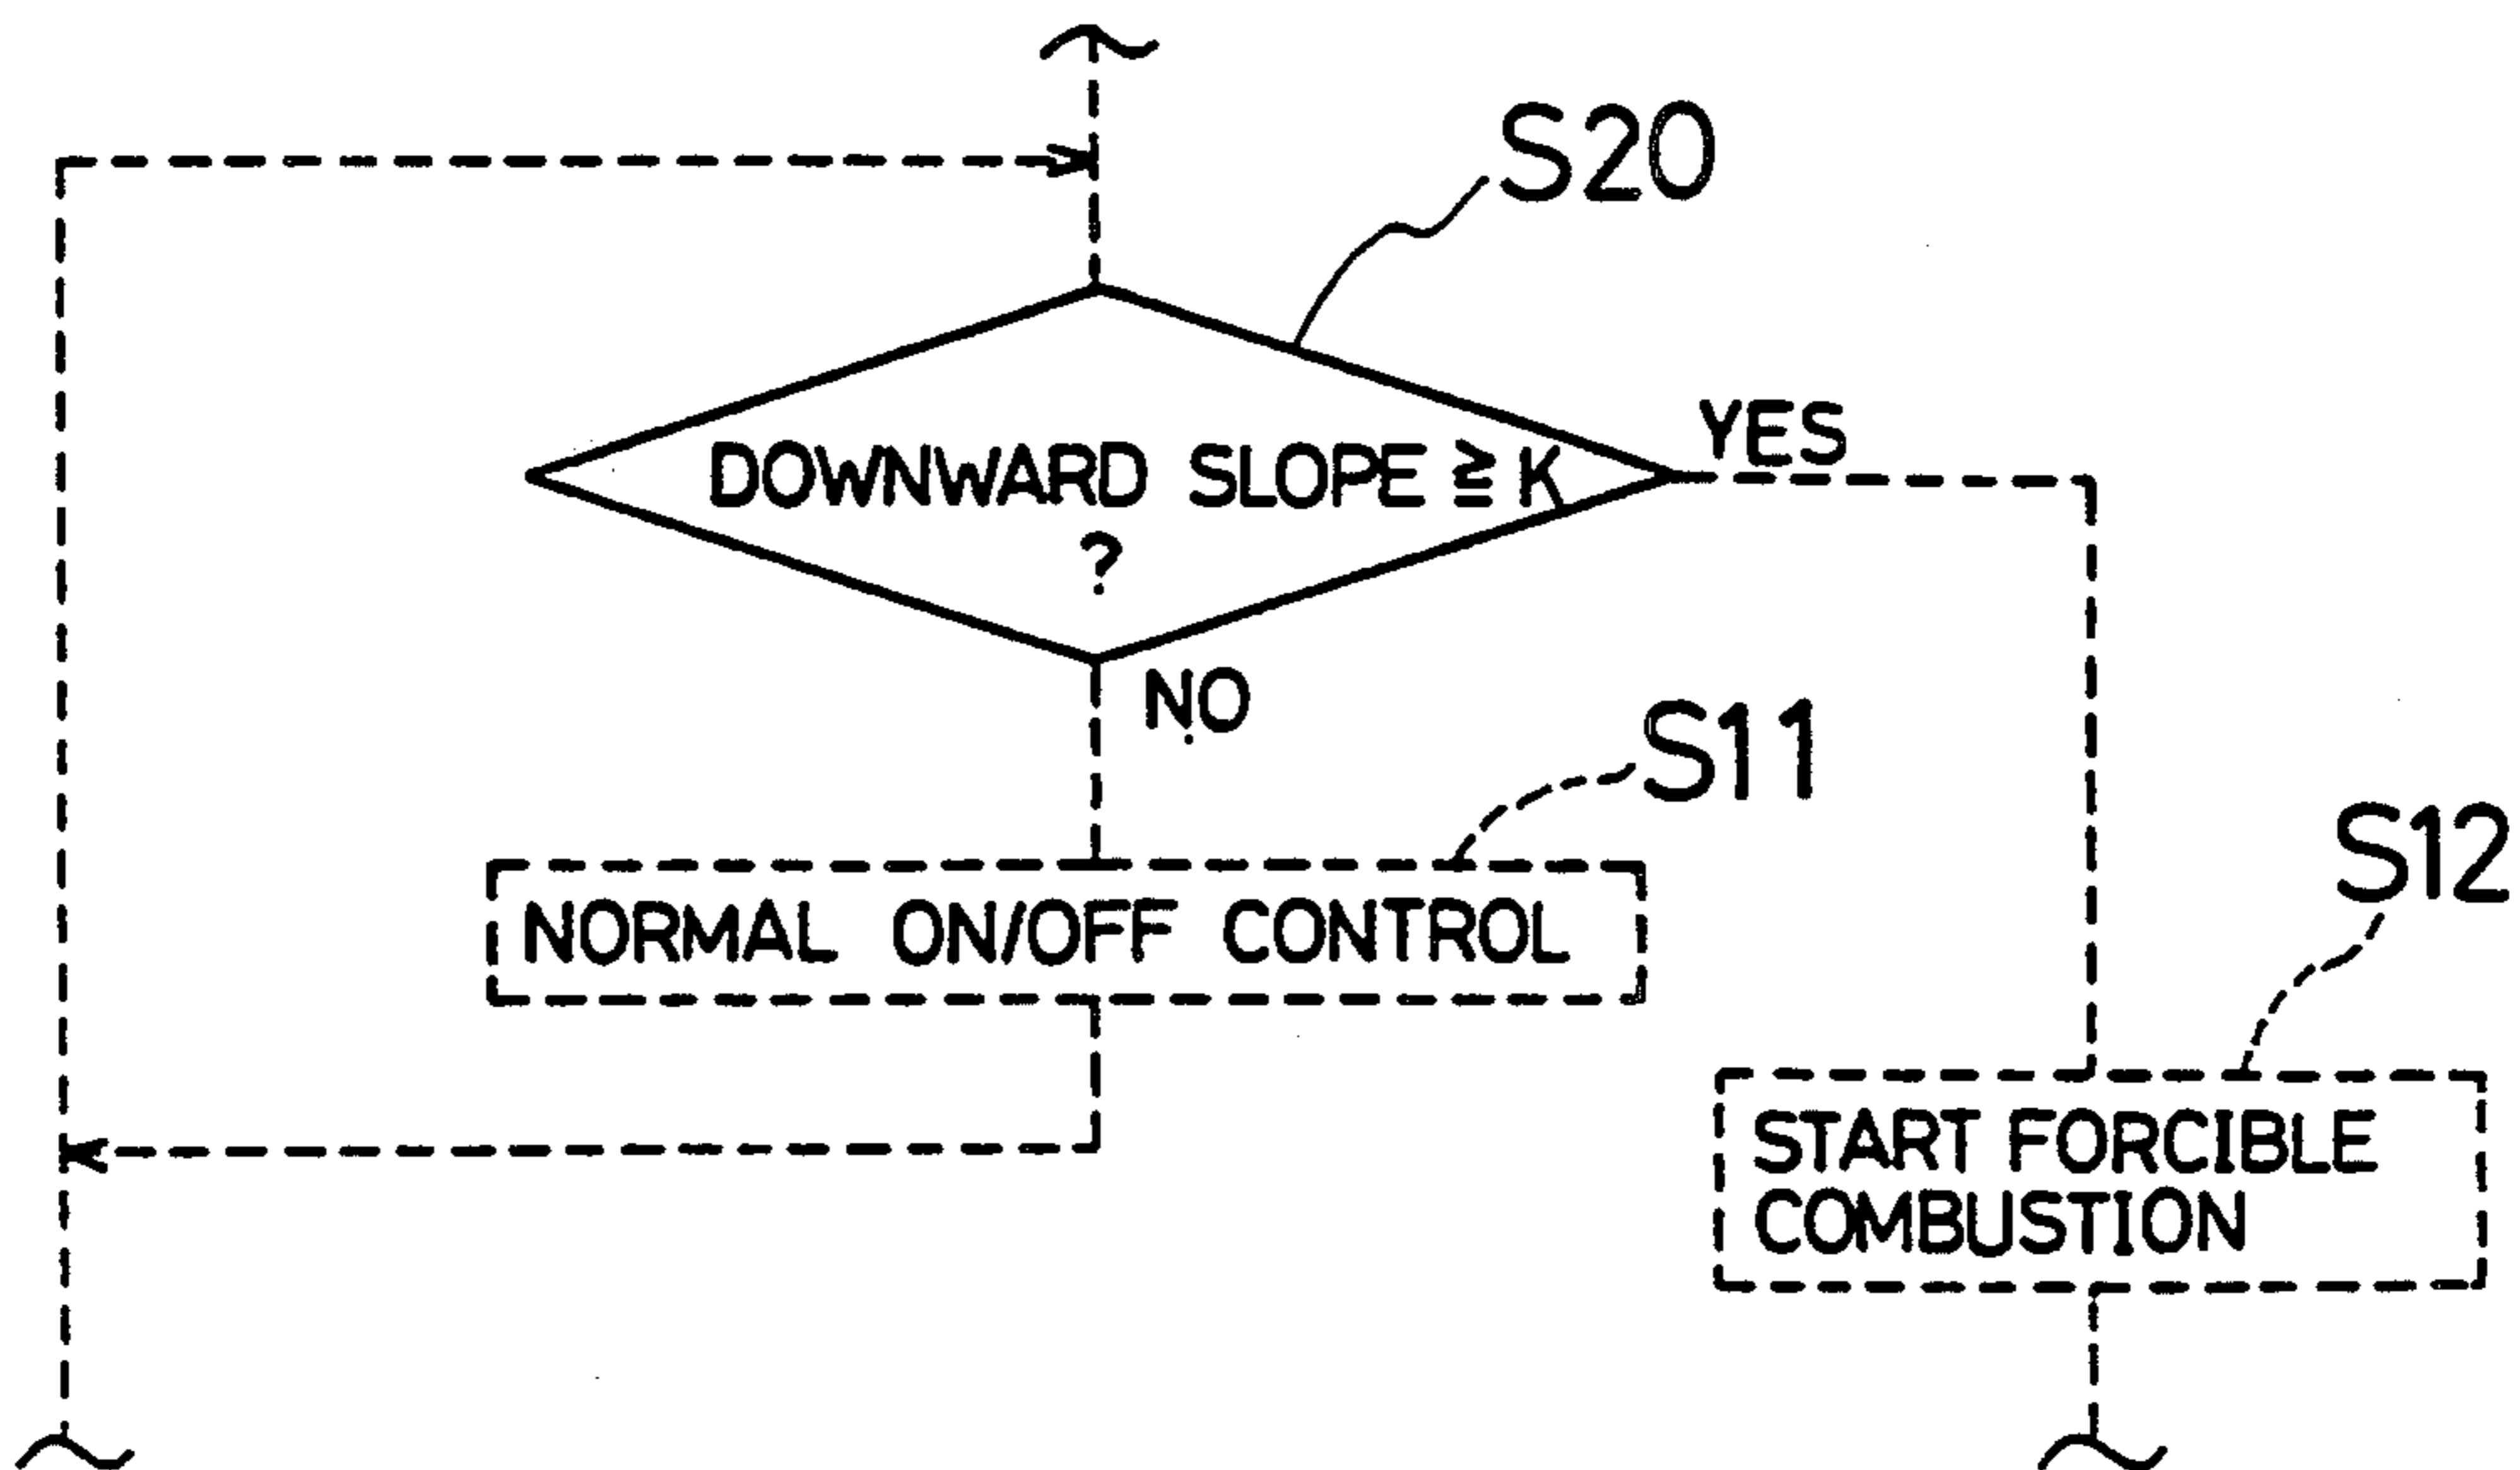 S20
YES
DOWNWARD SLOPE ≧ K
?
NO
S11
S12
NORMAL ON/OFF CONTROL
START FORCIBLE
COMBUSTION